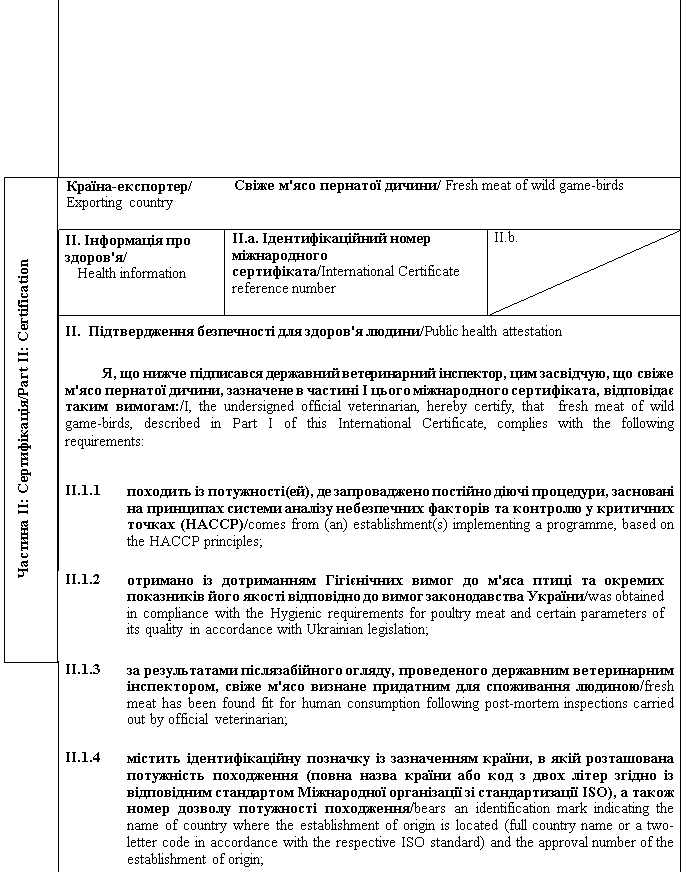 Частина ІІ: Сертифікація/Part II: Certification
Країна-експортер/
Exporting country
Свіже м'ясо пернатої дичини/ Fresh meat of wild game-birds
II. Інформація про
здоров'я/
Health information
II.a. Ідентифікаційний номер
міжнародного
сертифіката/International Certificate
reference number
II.b.
II. Підтвердження безпечності для здоров'я людини/Public health attestation
Я, що нижче підписався державний ветеринарний інспектор, цим засвідчую, що свіже
м'ясо пернатої дичини, зазначене в частині І цього міжнародного сертифіката, відповідає
таким вимогам:/I, the undersigned official veterinarian, hereby certify, that fresh meat of wild
game-birds, described in Part I of this International Certificate, complies with the following
requirements:
II.1.1 походить із потужності(ей), де запроваджено постійно діючі процедури, засновані
на принципах системи аналізу небезпечних факторів та контролю у критичних
точках (НАССР)/comes from (an) establishment(s) implementing a programme, based on
the HACCP principles;
II.1.2 отримано із дотриманням Гігієнічних вимог до м'яса птиці та окремих
показників його якості відповідно до вимог законодавства України/was obtained
in compliance with the Hygienic requirements for poultry meat and certain parameters of
its quality in accordance with Ukrainian legislation;
II.1.3 за результатами післязабійного огляду, проведеного державним ветеринарним
інспектором, свіже м'ясо визнане придатним для споживання людиною/fresh
meat has been found fit for human consumption following post-mortem inspections carried
out by official veterinarian;
II.1.4 містить ідентифікаційну позначку із зазначенням країни, в якій розташована
потужність походження (повна назва країни або код з двох літер згідно із
відповідним стандартом Міжнародної організації зі стандартизації ISO), а також
номер дозволу потужності походження/bears an identification mark indicating the
name of country where the establishment of origin is located (full country name or a two-
letter code in accordance with the respective ISO standard) and the approval number of the
establishment of origin;